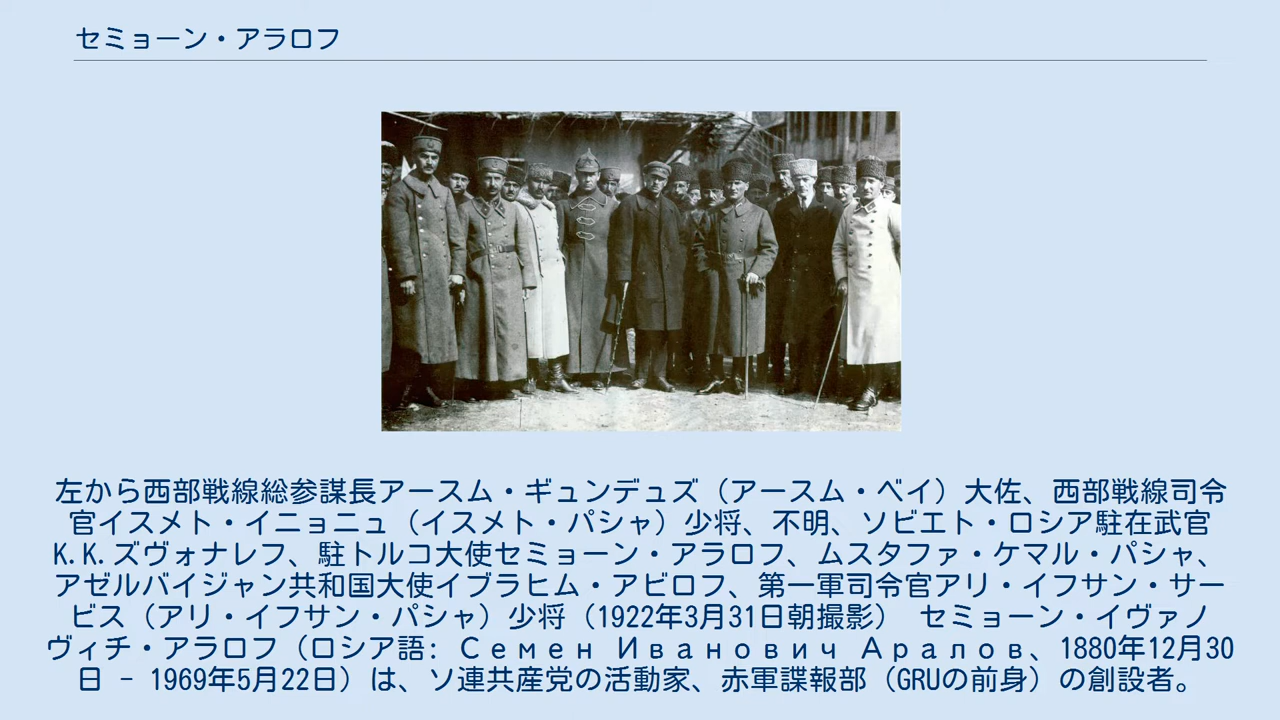 セミョーン・アラロフ
左から西部戦線総参謀長アースム・ギュンデュズ（アースム・ベイ）大佐、西部戦線司令
官イスメト・イニョニュ（イスメト・パシャ）少将、不明、ソビエト・ロシア駐在武官
K.K.ズヴォナレフ、駐トルコ大使セミョーン・アラロフ、ムスタファ・ケマル・パシャ、
アゼルバイジャン共和国大使イブラヒム・アビロフ、第一軍司令官アリ・イフサン・サー
ビス（アリ・イフサン・パシャ）少将（1922年3月31日朝撮影） セミョーン・イヴァノ
ヴィチ・アラロフ（ロシア語: Семен Иванович Аралов、1880年12月30
日 - 1969年5月22日）は、ソ連共産党の活動家、赤軍諜報部（GRUの前身）の創設者。